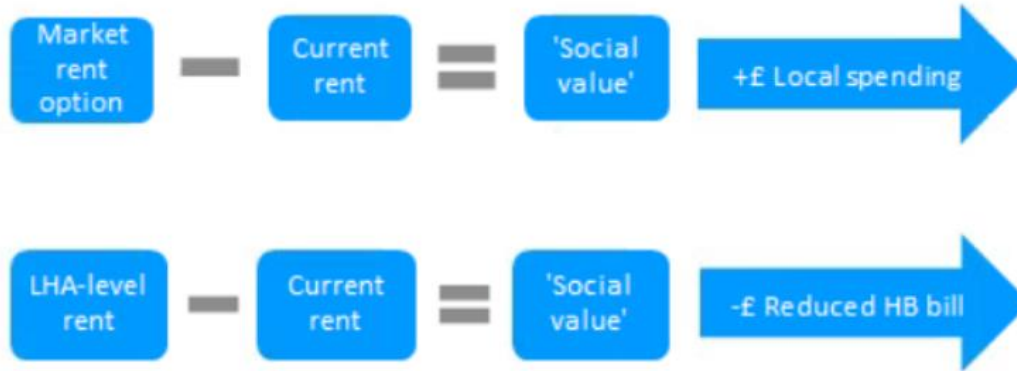 Market
rent
option
Current
rent
'Social
value'
+£ Local spending
LHA-level
rent
Current
rent
'Social
value'
-£ Reduced HB bill